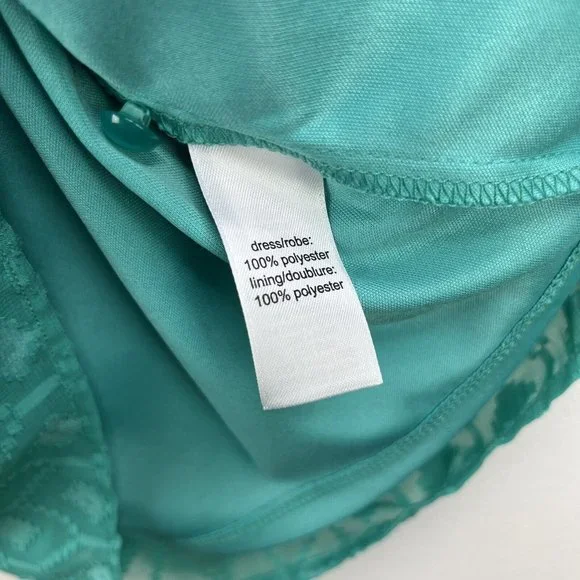 dress/robe:
100% polyester
lining/doublure:
100% polyester